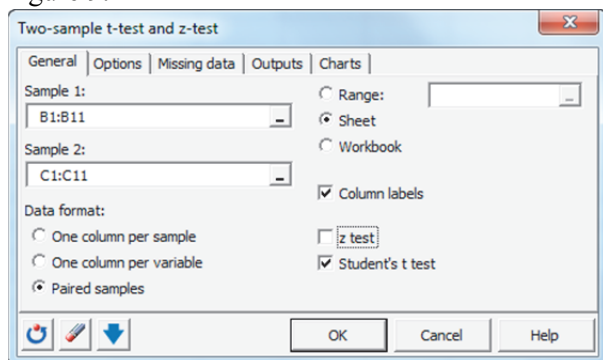 Two-sample t-test and z-test
General Options Missing data Outputs Charts
Sample 1:
B1:B11
Sample 2:
C1:C11
Data format:
One column per sample
One column per variable
Paired samples
Range:
Sheet
Workbook
Column labels
z test
Student's t test
OK Cancel Help